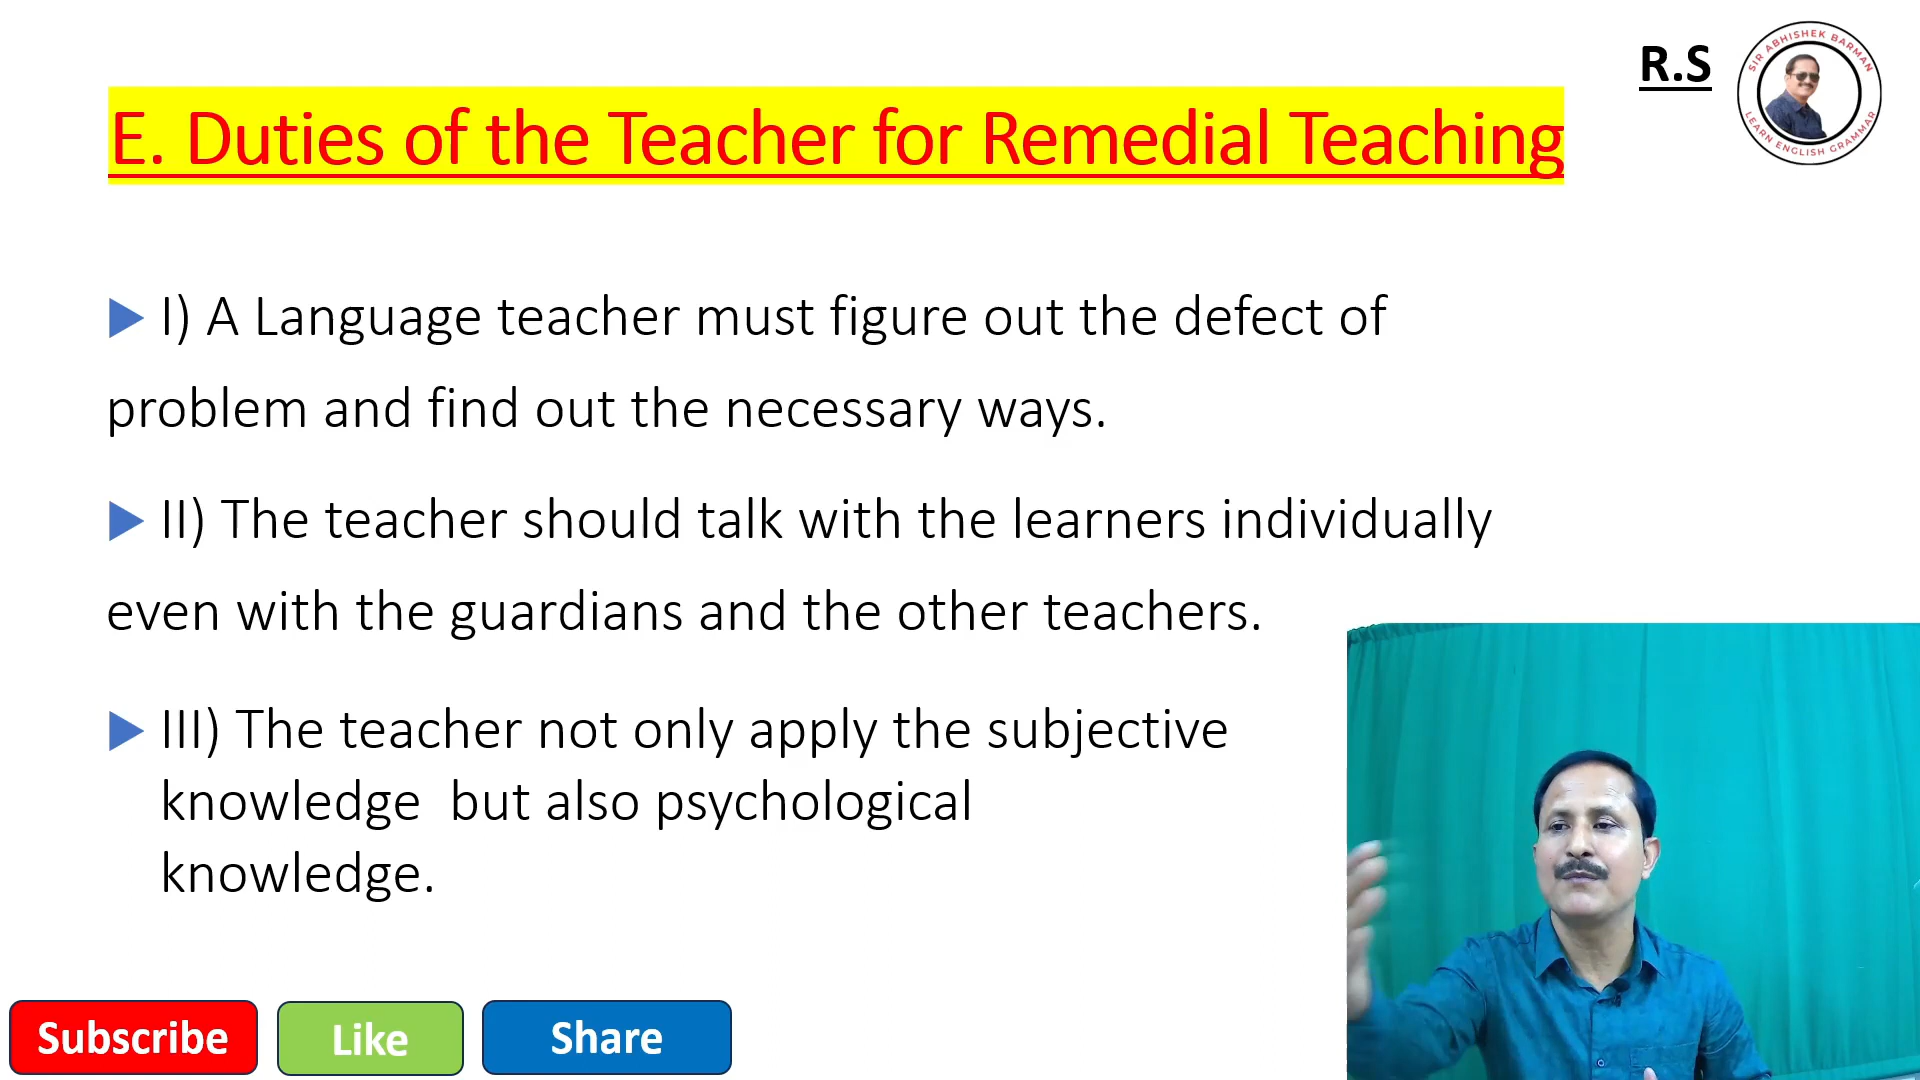 R.S
SIR ABHISHEK BARMAN
LEARN ENGLISH GRAMMAR
E. Duties of the Teacher for Remedial Teaching
I) A Language teacher must figure out the defect of
problem and find out the necessary ways.
II) The teacher should talk with the learners individually
even with the guardians and the other teachers.
III) The teacher not only apply the subjective
knowledge  but also psychological
knowledge.
Subscribe
Like
Share